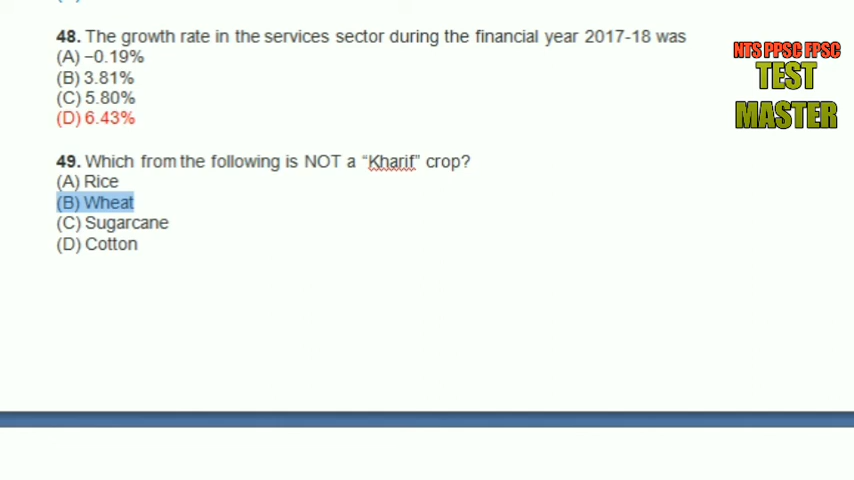 48. The growth rate in the services sector during the financial year 2017-18 was
(A) –0.19%
(B) 3.81%
(C) 5.80%
(D) 6.43%
49. Which from the following is NOT a “Kharif” crop?
(A) Rice
(B) Wheat
(C) Sugarcane
(D) Cotton
NTS PPSC FPSC
TEST
MASTER